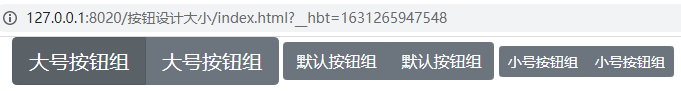 127.0.0.1:8020/按钮设计大小/index.html?__hbt=1631265947548
大号按钮组 大号按钮组 默认按钮组 默认按钮组 小号按钮组 小号按钮组